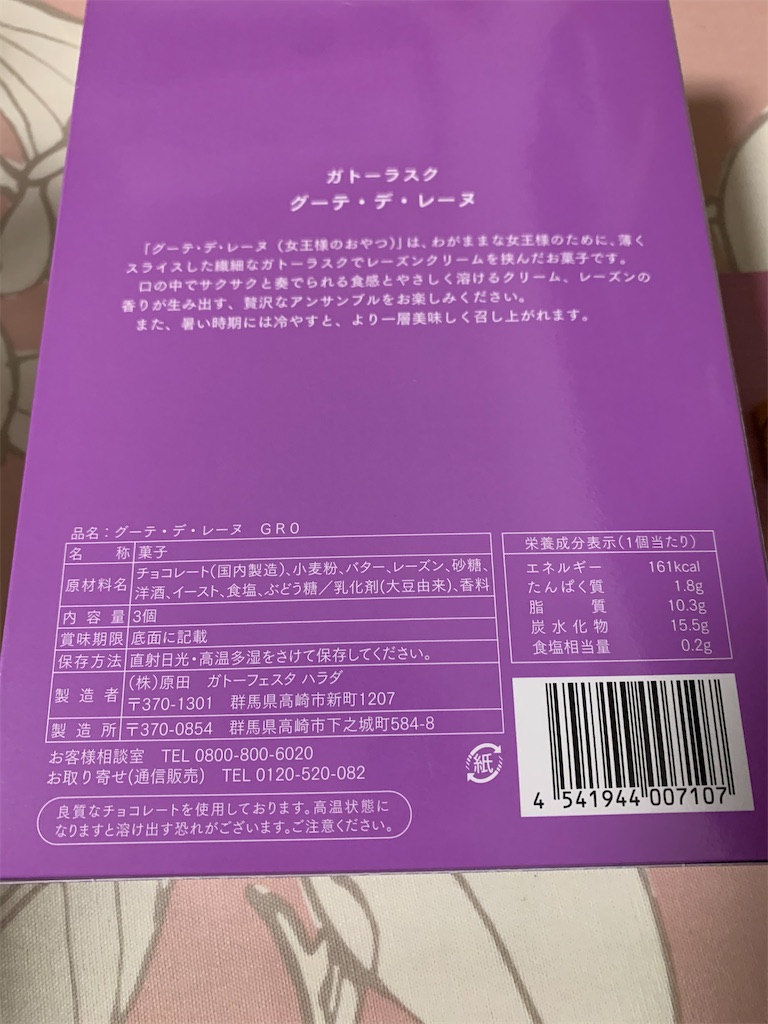 ガトーラスク
グーテ・デ・レーヌ
「グーテ・デ・レーヌ（女王様のおやつ）」は、わがままな女王様のために、薄く
スライスした繊細なガトーラスクでレーズンクリームを挟んだお菓子です。
口の中でサクサクと奏でられる食感とやさしく溶けるクリーム、レーズンの
香りが生み出す、贅沢なアンサンブルをお楽しみください。
また、暑い時期には冷やすと、より一層美味しく召し上がれます。
品名：グーテ・デ・レーヌ GRO
名称 菓子
原材料名 チョコレート(国内製造)、小麦粉、バター、レーズン、砂糖、
洋酒、イースト、食塩、ぶどう糖／乳化剤(大豆由来)、香料
内容量 3個
賞味期限 底面に記載
保存方法 直射日光・高温多湿をさけて保存してください。
製造者 (株)原田 ガトーフェスタ ハラダ
〒370-1301 群馬県高崎市新町1207
製造所 〒370-0854 群馬県高崎市下之城町584-8
お客様相談室 TEL 0800-800-6020
お取り寄せ(通信販売) TEL 0120-520-082
良質なチョコレートを使用しております。高温状態に
なりますと溶け出す恐れがございます。ご注意ください。
栄養成分表示(1個当たり)
エネルギー 161kcal
たんぱく質 1.8g
脂質 10.3g
炭水化物 15.5g
食塩相当量 0.2g
紙
4 541944 007107